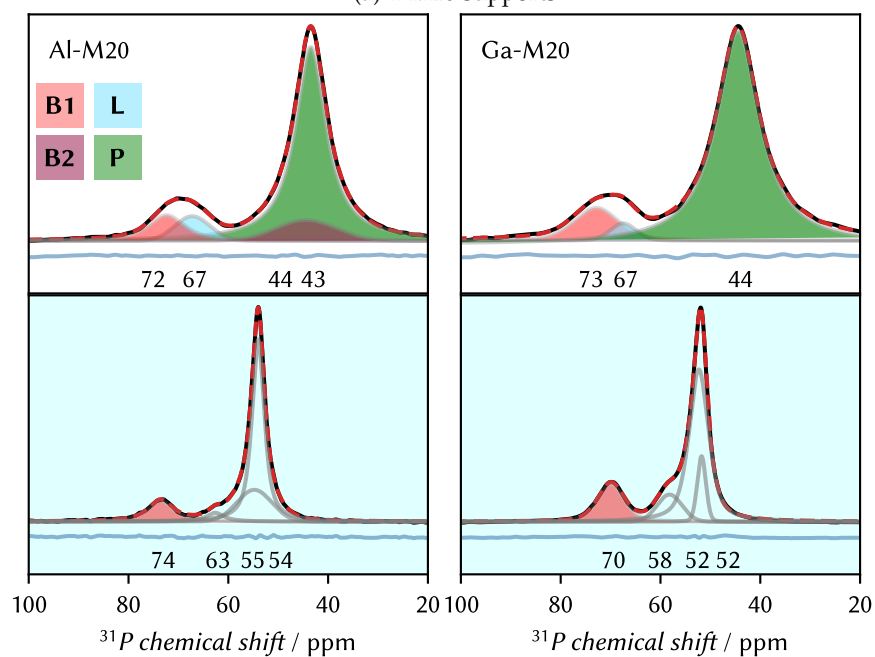 Al-M20
B1 L
B2 P
72 67 44 43
Ga-M20
73 67 44
74 63 55 54
70 58 52 52
100 80 60 40 20
100 80 60 40 20
31P chemical shift / ppm
31P chemical shift / ppm